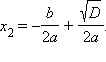 x₂ = −b/2a + √D/2a.